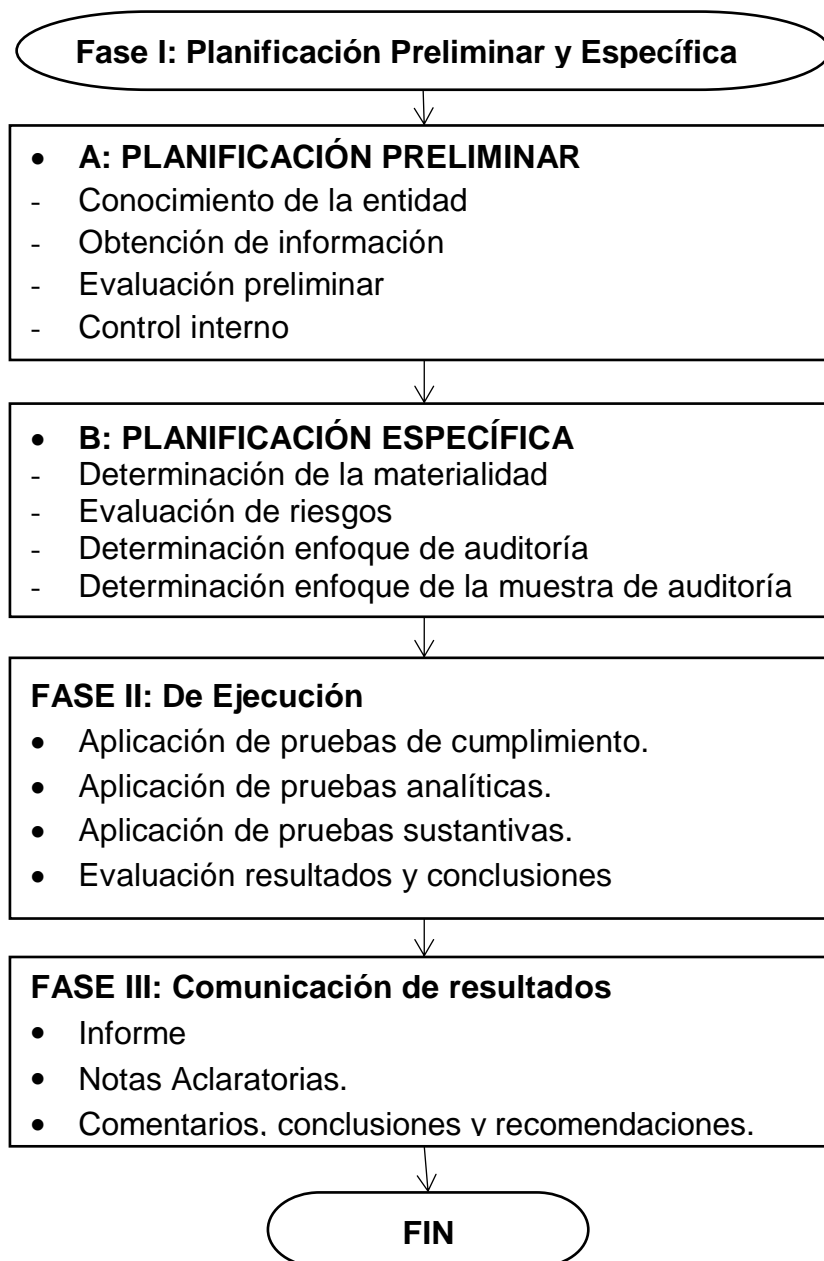 Fase I: Planificación Preliminar y Específica
• A: PLANIFICACIÓN PRELIMINAR
- Conocimiento de la entidad
- Obtención de información
- Evaluación preliminar
- Control interno
• B: PLANIFICACIÓN ESPECÍFICA
- Determinación de la materialidad
- Evaluación de riesgos
- Determinación enfoque de auditoría
- Determinación enfoque de la muestra de auditoría
FASE II: De Ejecución
• Aplicación de pruebas de cumplimiento.
• Aplicación de pruebas analíticas.
• Aplicación de pruebas sustantivas.
• Evaluación resultados y conclusiones
FASE III: Comunicación de resultados
• Informe
• Notas Aclaratorias.
• Comentarios, conclusiones y recomendaciones.
FIN